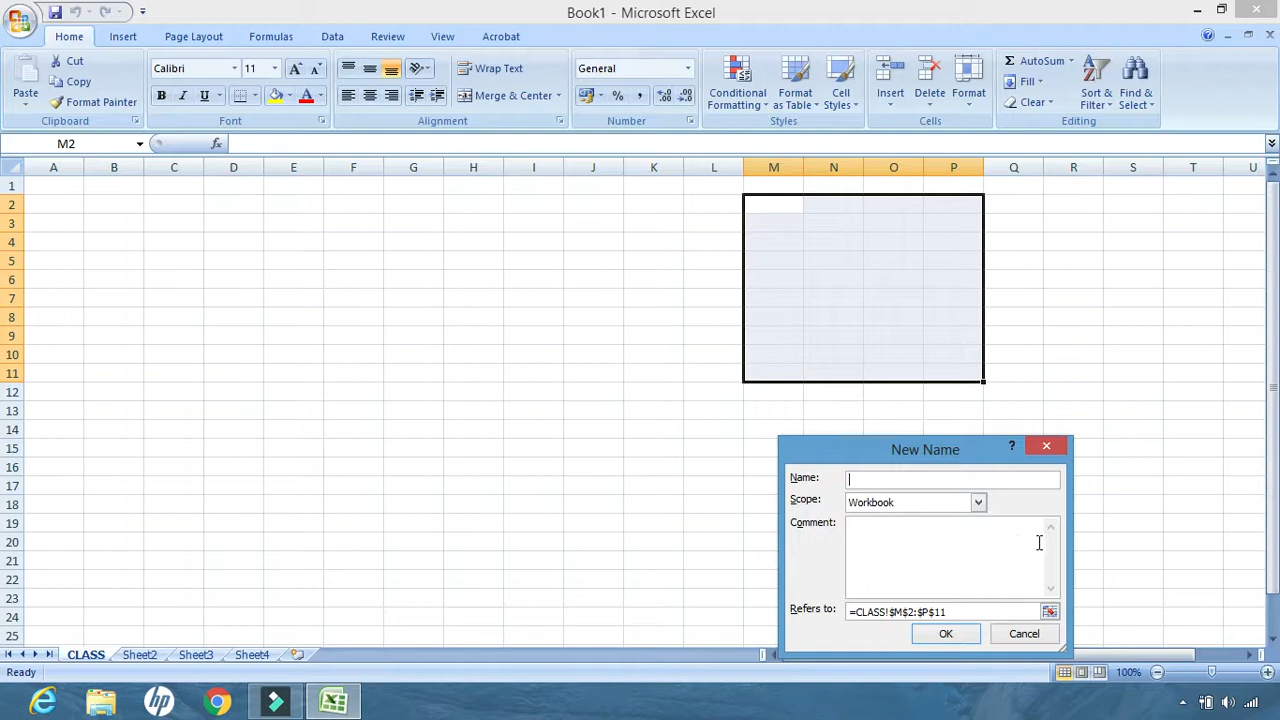 Book1 - Microsoft Excel
Home Insert Page Layout Formulas Data Review View Acrobat
Paste
Cut
Copy
Format Painter
Clipboard
Calibri 11
B I U
Font
Wrap Text
Merge & Center
Alignment
General
$ % ,
Number
Conditional Formatting
Format as Table
Cell Styles
Styles
Insert Delete Format
Cells
AutoSum
Fill
Clear
Sort & Filter
Find & Select
Editing
M2 fx
A B C D E F G H I J K L M N O P Q R S T U
1
2
3
4
5
6
7
8
9
10
11
12
13
14
15
16
17
18
19
20
21
22
23
24
25
New Name
Name:
Scope: Workbook
Comment:
Refers to: =CLASS!$M$2:$P$11
OK Cancel
CLASS Sheet2 Sheet3 Sheet4
Ready 100%
hp